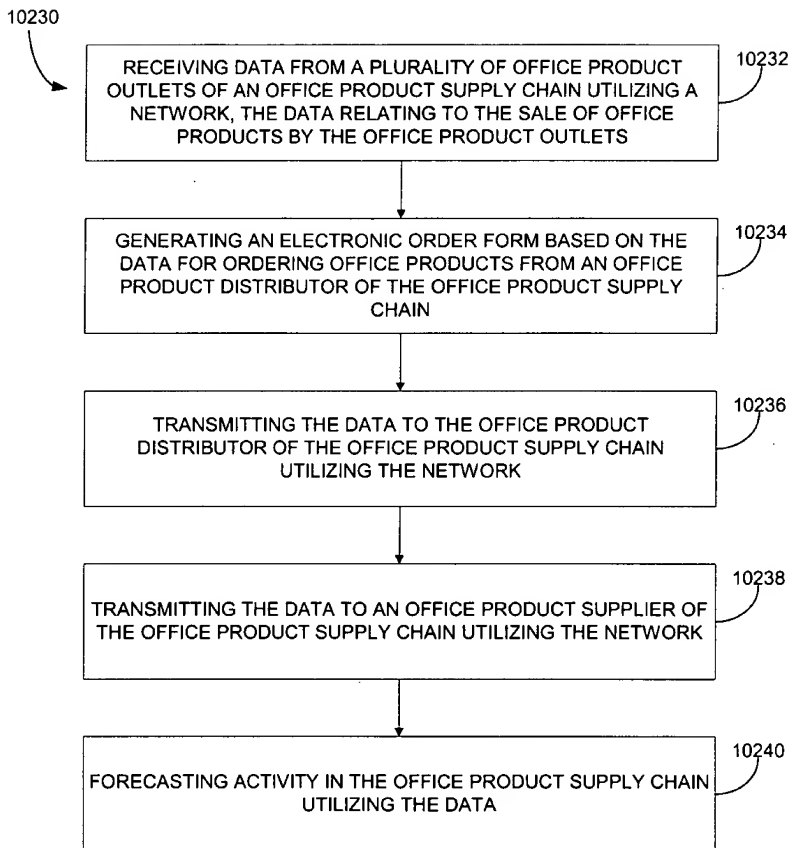 10230
RECEIVING DATA FROM A PLURALITY OF OFFICE PRODUCT
OUTLETS OF AN OFFICE PRODUCT SUPPLY CHAIN UTILIZING A
NETWORK, THE DATA RELATING TO THE SALE OF OFFICE
PRODUCTS BY THE OFFICE PRODUCT OUTLETS
10232
GENERATING AN ELECTRONIC ORDER FORM BASED ON THE
DATA FOR ORDERING OFFICE PRODUCTS FROM AN OFFICE
PRODUCT DISTRIBUTOR OF THE OFFICE PRODUCT SUPPLY
CHAIN
10234
TRANSMITTING THE DATA TO THE OFFICE PRODUCT
DISTRIBUTOR OF THE OFFICE PRODUCT SUPPLY CHAIN
UTILIZING THE NETWORK
10236
TRANSMITTING THE DATA TO AN OFFICE PRODUCT SUPPLIER OF
THE OFFICE PRODUCT SUPPLY CHAIN UTILIZING THE NETWORK
10238
FORECASTING ACTIVITY IN THE OFFICE PRODUCT SUPPLY CHAIN
UTILIZING THE DATA
10240